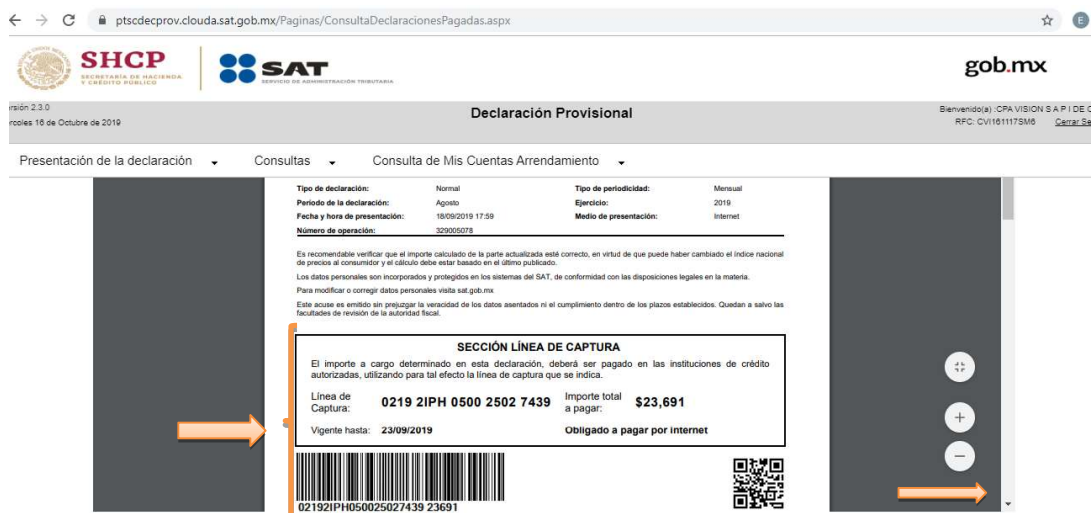 ptscdecprov.clouda.sat.gob.mx/Paginas/ConsultaDeclaracionesPagadas.aspx
E
SHCP
SECRETARÍA DE HACIENDA
Y CRÉDITO PÚBLICO
SAT
SERVICIO DE ADMINISTRACIÓN TRIBUTARIA
gob.mx
rsión 2.3.0
rcoles 16 de Octubre de 2019
Declaración Provisional
Bienvenido(a) :CPA VISION S A P I DE C
RFC: CVI161117SM6 Cerrar Se
Presentación de la declaración Consultas Consulta de Mis Cuentas Arrendamiento
Tipo de declaración: Normal Tipo de periodicidad: Mensual
Período de la declaración: Agosto Ejercicio: 2019
Fecha y hora de presentación: 18/09/2019 17:59 Medio de presentación: Internet
Número de operación: 329005078
Es recomendable verificar que el importe calculado de la parte actualizada esté correcto, en virtud de que puede haber cambiado el índice nacional
de precios al consumidor y el cálculo debe estar basado en el último publicado.
Los datos personales son incorporados y protegidos en los sistemas del SAT, de conformidad con las disposiciones legales en la materia.
Para modificar o corregir datos personales visita sat.gob.mx
Este acuse es emitido sin prejuzgar la veracidad de los datos asentados ni el cumplimiento dentro de los plazos establecidos. Quedan a salvo las
facultades de revisión de la autoridad fiscal.
SECCIÓN LÍNEA DE CAPTURA
El importe a cargo determinado en esta declaración, deberá ser pagado en las instituciones de crédito
autorizadas, utilizando para tal efecto la línea de captura que se indica.
Línea de
Captura: 0219 2IPH 0500 2502 7439 Importe total
a pagar: $23,691
Vigente hasta: 23/09/2019 Obligado a pagar por internet
02192IPH050025027439 23691